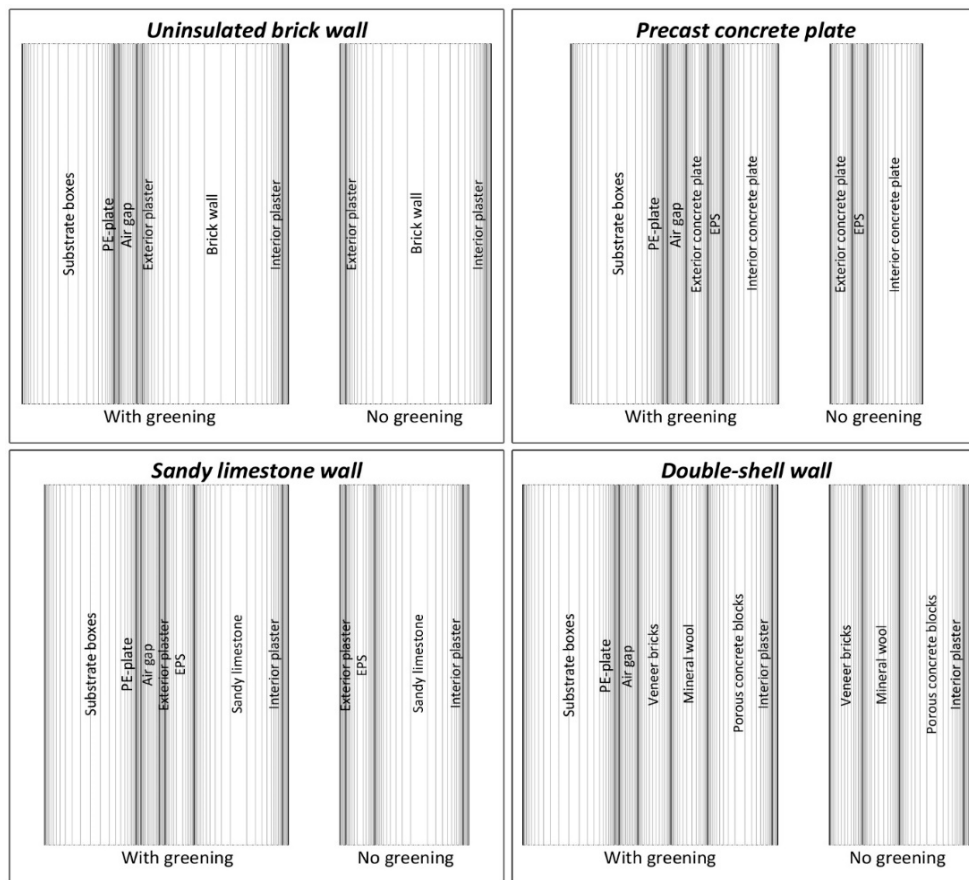 Uninsulated brick wall
Substrate boxes
PE-plate
Air gap
Exterior plaster
Brick wall
Interior plaster
With greening
Exterior plaster
Brick wall
Interior plaster
No greening
Precast concrete plate
Substrate boxes
PE-plate
Air gap
Exterior concrete plate
EPS
Interior concrete plate
With greening
Exterior concrete plate
EPS
Interior concrete plate
No greening
Sandy limestone wall
Substrate boxes
PE-plate
Air gap
Exterior plaster
EPS
Sandy limestone
Interior plaster
With greening
Exterior plaster
EPS
Sandy limestone
Interior plaster
No greening
Double-shell wall
Substrate boxes
PE-plate
Air gap
Veneer bricks
Mineral wool
Porous concrete blocks
Interior plaster
With greening
Veneer bricks
Mineral wool
Porous concrete blocks
Interior plaster
No greening